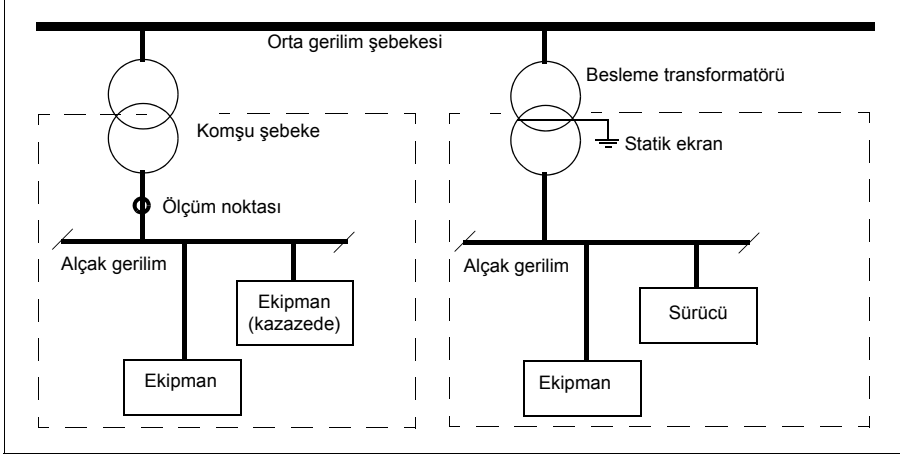 Orta gerilim şebekesi
Besleme transformatörü
Komşu şebeke
Statik ekran
Ölçüm noktası
Alçak gerilim
Alçak gerilim
Ekipman
(kazazede)
Sürücü
Ekipman
Ekipman